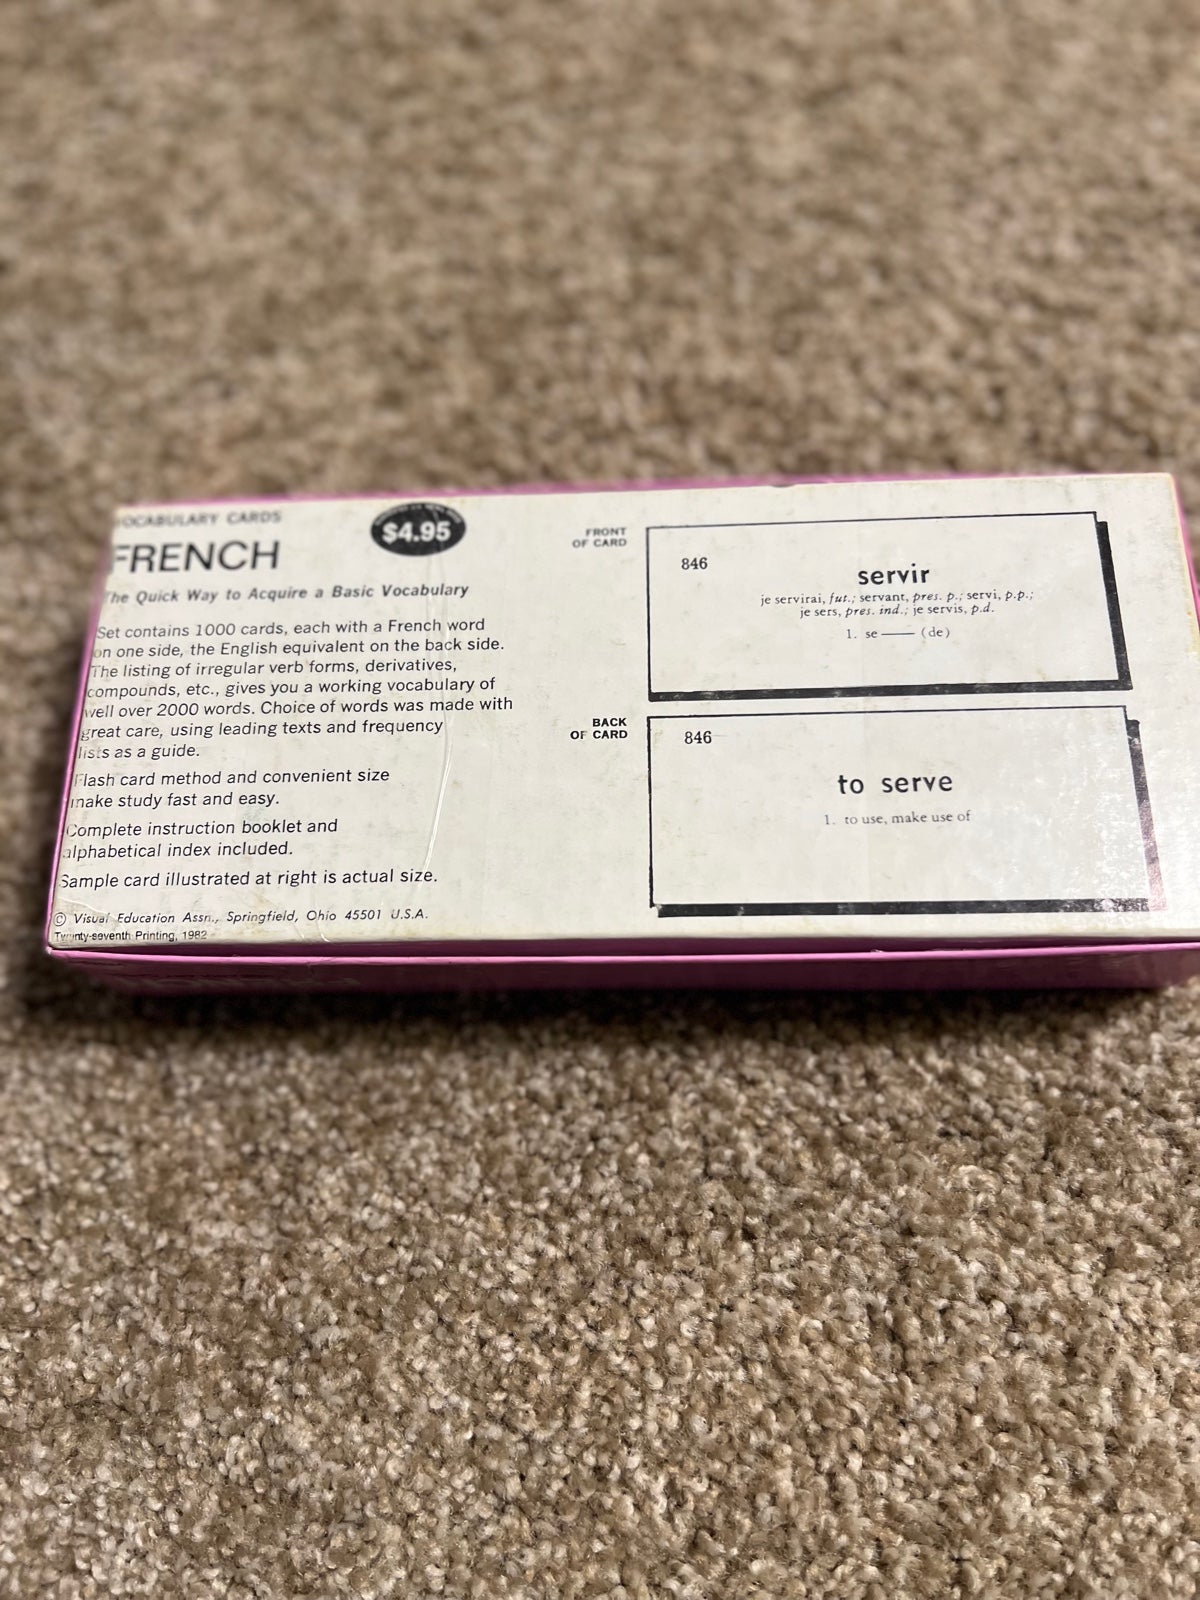 VOCABULARY CARDS
FRENCH
$4.95
The Quick Way to Acquire a Basic Vocabulary
Set contains 1000 cards, each with a French word
on one side, the English equivalent on the back side.
The listing of irregular verb forms, derivatives,
compounds, etc., gives you a working vocabulary of
well over 2000 words. Choice of words was made with
great care, using leading texts and frequency
lists as a guide.
Flash card method and convenient size
make study fast and easy.
Complete instruction booklet and
alphabetical index included.
Sample card illustrated at right is actual size.
© Visual Education Assn., Springfield, Ohio 45501 U.S.A.
Twenty-seventh Printing, 1982
FRONT
OF CARD
846
servir
je servirai, fut.; servant, pres. p.; servi, p.p.;
je sers, pres. ind.; je servis, p.d.
1. se —— (de)
BACK
OF CARD
846
to serve
1. to use, make use of